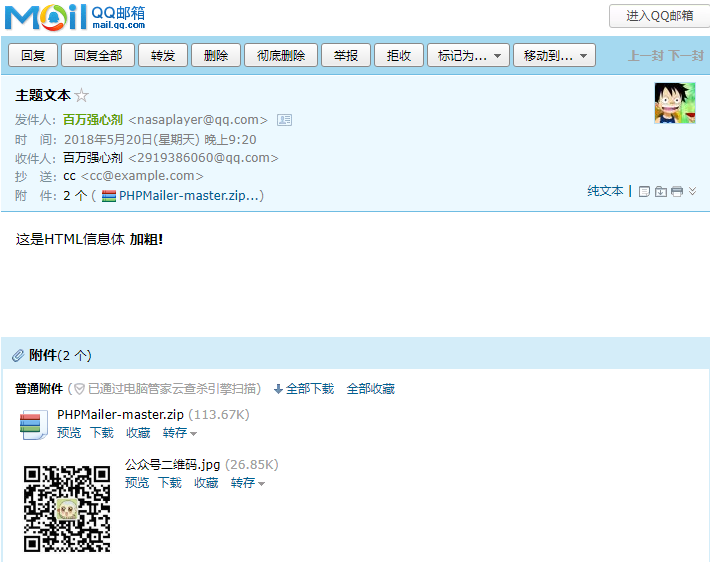 Mail QQ邮箱
mail.qq.com
进入QQ邮箱
回复 回复全部 转发 删除 彻底删除 举报 拒收 标记为... 移动到... 上一封 下一封
主题文本
发件人：百万强心剂 <nasaplayer@qq.com>
时 间：2018年5月20日(星期天) 晚上9:20
收件人：百万强心剂 <2919386060@qq.com>
抄 送：cc <cc@example.com>
附 件：2 个 ( PHPMailer-master.zip...)
纯文本 |
这是HTML信息体 加粗!
附件(2 个)
普通附件 (已通过电脑管家云查杀引擎扫描) 全部下载 全部收藏
PHPMailer-master.zip (113.67K)
预览 下载 收藏 转存
公众号二维码.jpg (26.85K)
预览 下载 收藏 转存